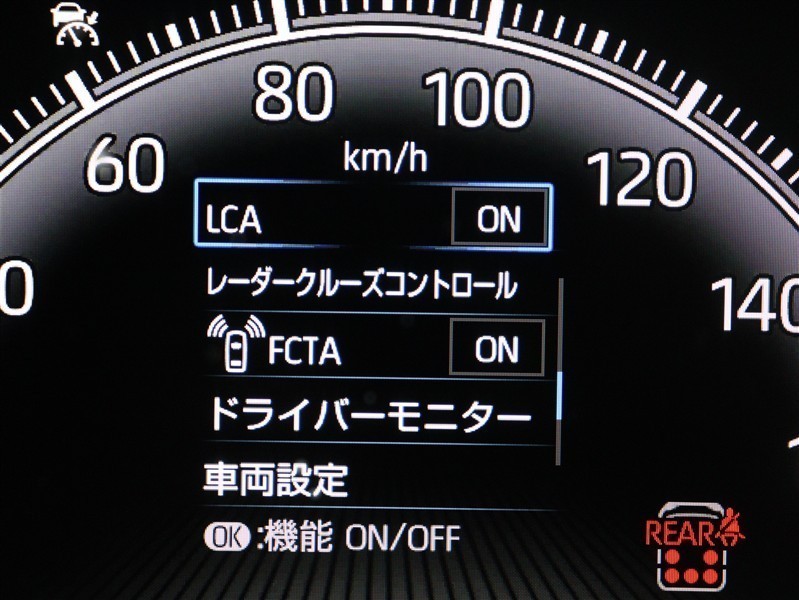 80
100
60
km/h
120
LCA ON
レーダークルーズコントロール
0
140
FCTA ON
ドライバーモニター
車両設定
OK :機能 ON/OFF
REAR